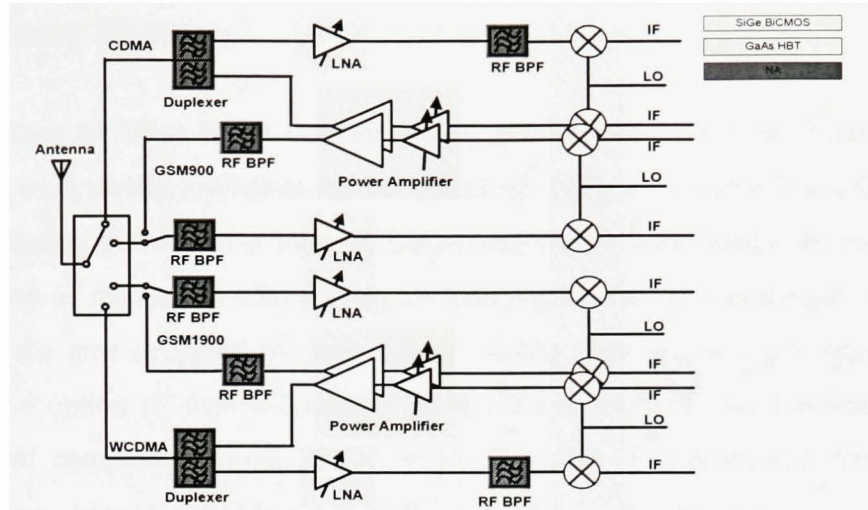 SiGe BiCMOS
GaAs HBT
NA
CDMA
IF
LNA
RF BPF
LO
Duplexer
IF
Antenna
GSM900
RF BPF
Power Amplifier
IF
LO
LNA
IF
RF BPF
RF BPF
LNA
IF
LO
GSM1900
RF BPF
IF
Power Amplifier
IF
LO
WCDMA
IF
Duplexer
LNA
RF BPF